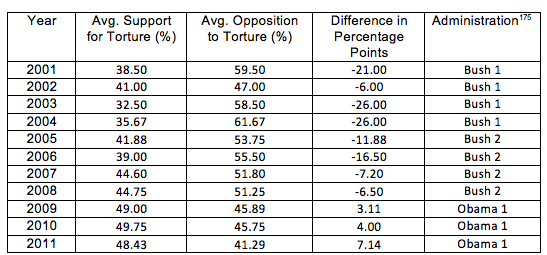 Year Avg. Support Avg. Opposition Difference in Administration175
for Torture (%) to Torture (%) Percentage
Points
2001 38.50 59.50 -21.00 Bush 1
2002 41.00 47.00 -6.00 Bush 1
2003 32.50 58.50 -26.00 Bush 1
2004 35.67 61.67 -26.00 Bush 1
2005 41.88 53.75 -11.88 Bush 2
2006 39.00 55.50 -16.50 Bush 2
2007 44.60 51.80 -7.20 Bush 2
2008 44.75 51.25 -6.50 Bush 2
2009 49.00 45.89 3.11 Obama 1
2010 49.75 45.75 4.00 Obama 1
2011 48.43 41.29 7.14 Obama 1